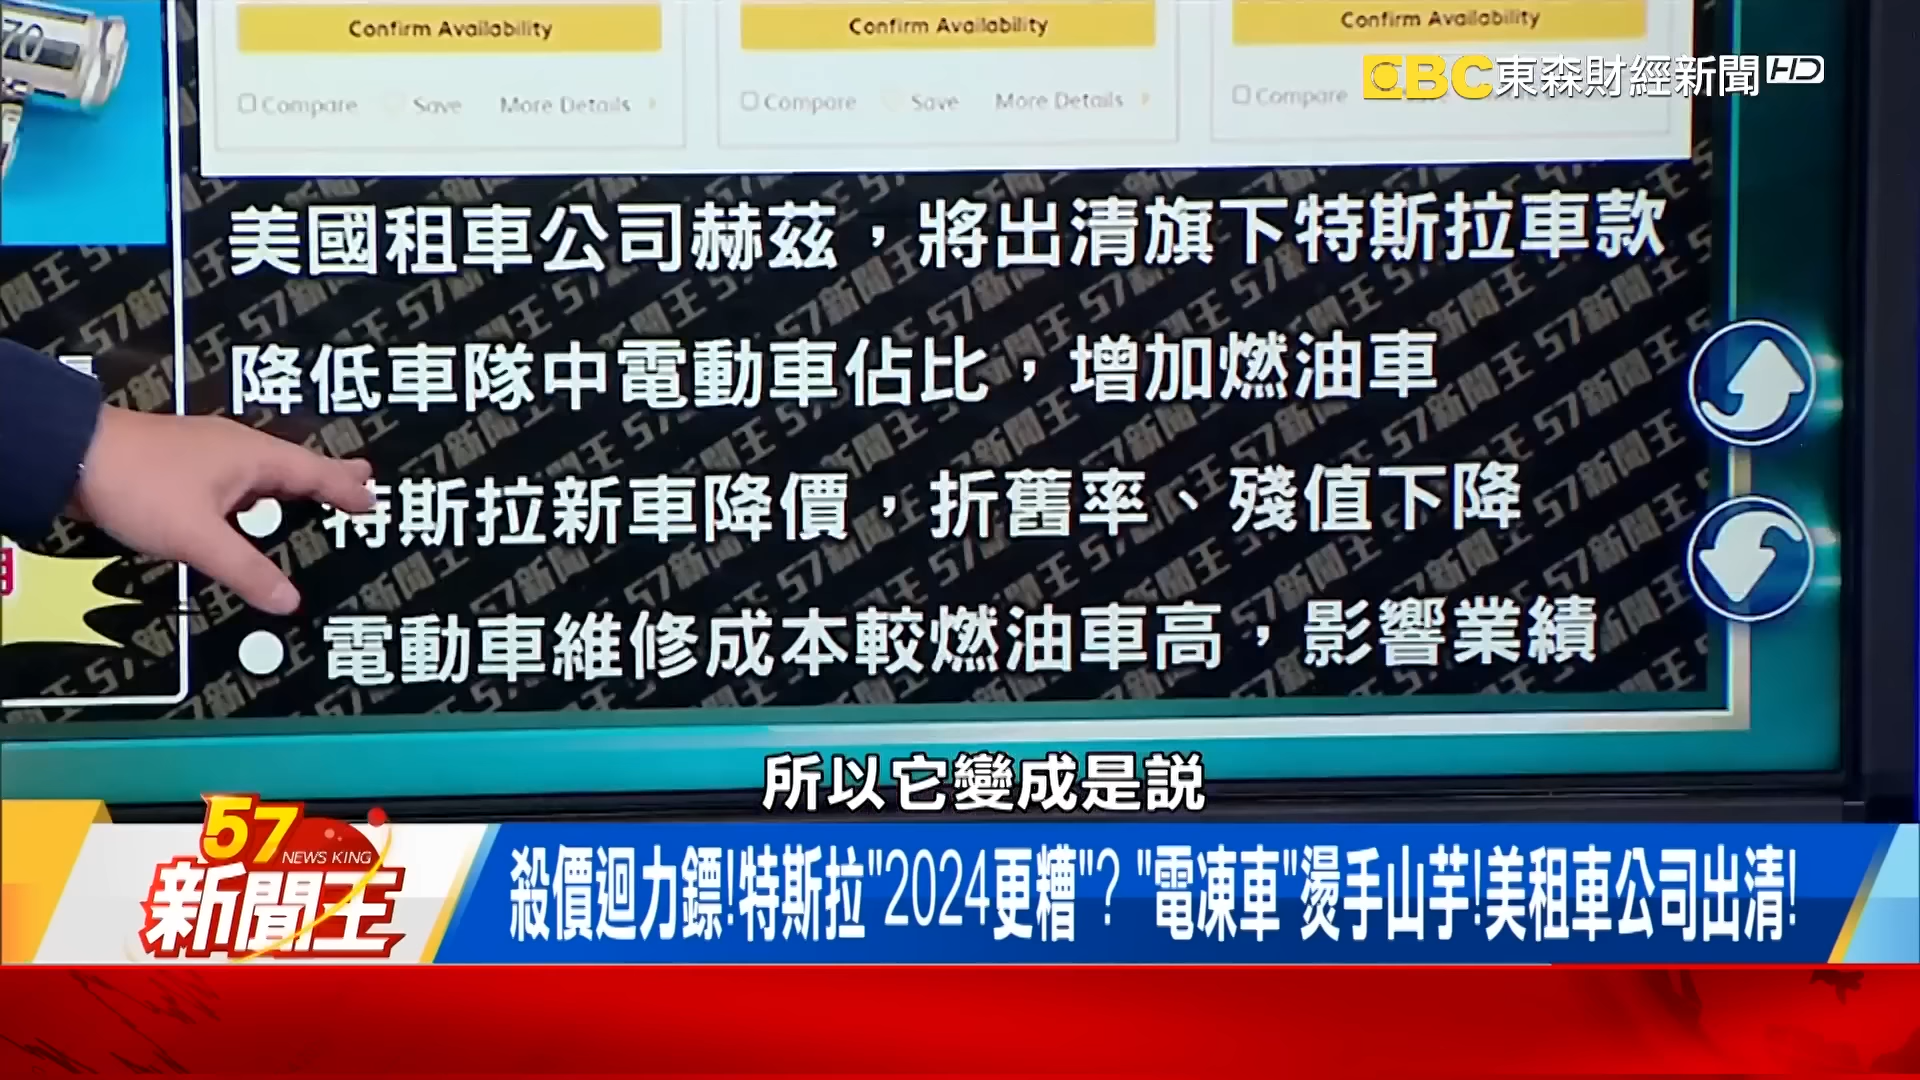 70
Confirm Availability
Confirm Availability
Confirm Availability
Compare Save More Details
Compare Save More Details
Compare
EBC東森財經新聞HD
美國租車公司赫茲，將出清旗下特斯拉車款
降低車隊中電動車佔比，增加燃油車
● 特斯拉新車降價，折舊率、殘值下降
● 電動車維修成本較燃油車高，影響業績
所以它變成是説
57
NEWS KING
新聞王
殺價迴力鏢!特斯拉"2024更糟"? "電凍車"燙手山芋!美租車公司出清!